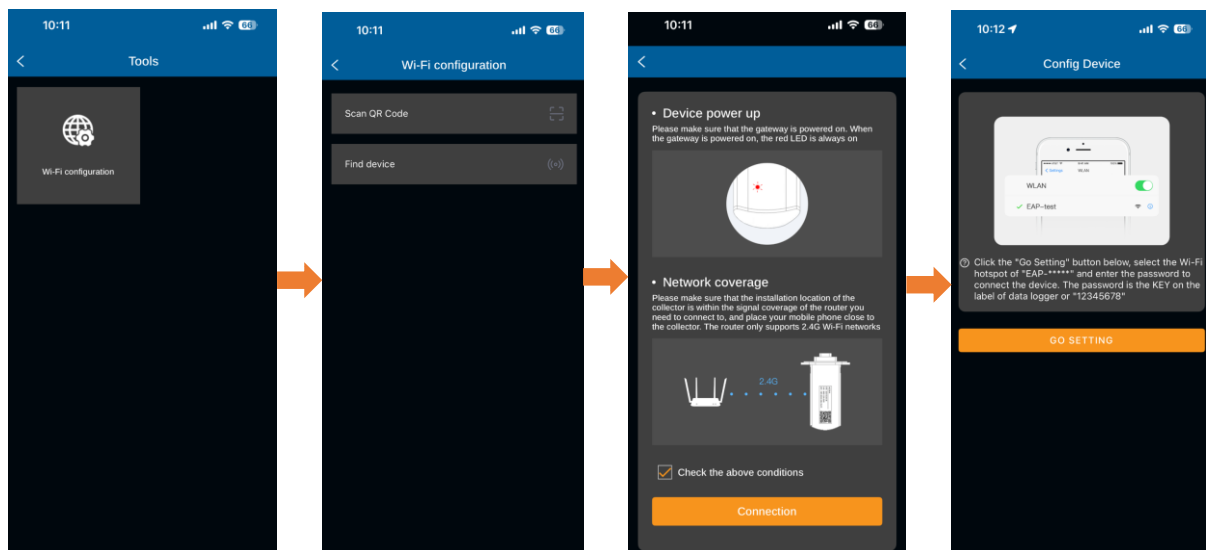 10:11
66
Tools
Wi-Fi configuration
10:11
66
Wi-Fi configuration
Scan QR Code
Find device
10:11
66
• Device power up
Please make sure that the gateway is powered on. When
the gateway is powered on, the red LED is always on
• Network coverage
Please make sure that the installation location of the
collector is within the signal coverage of the router you
need to connect to, and place your mobile phone close to
the collector. The router only supports 2.4G Wi-Fi networks
2.4G
Check the above conditions
Connection
10:12
66
Config Device
Settings
WLAN
WLAN
EAP-test
Click the "Go Setting" button below, select the Wi-Fi
hotspot of "EAP-*****" and enter the password to
connect the device. The password is the KEY on the
label of data logger or "12345678"
GO SETTING